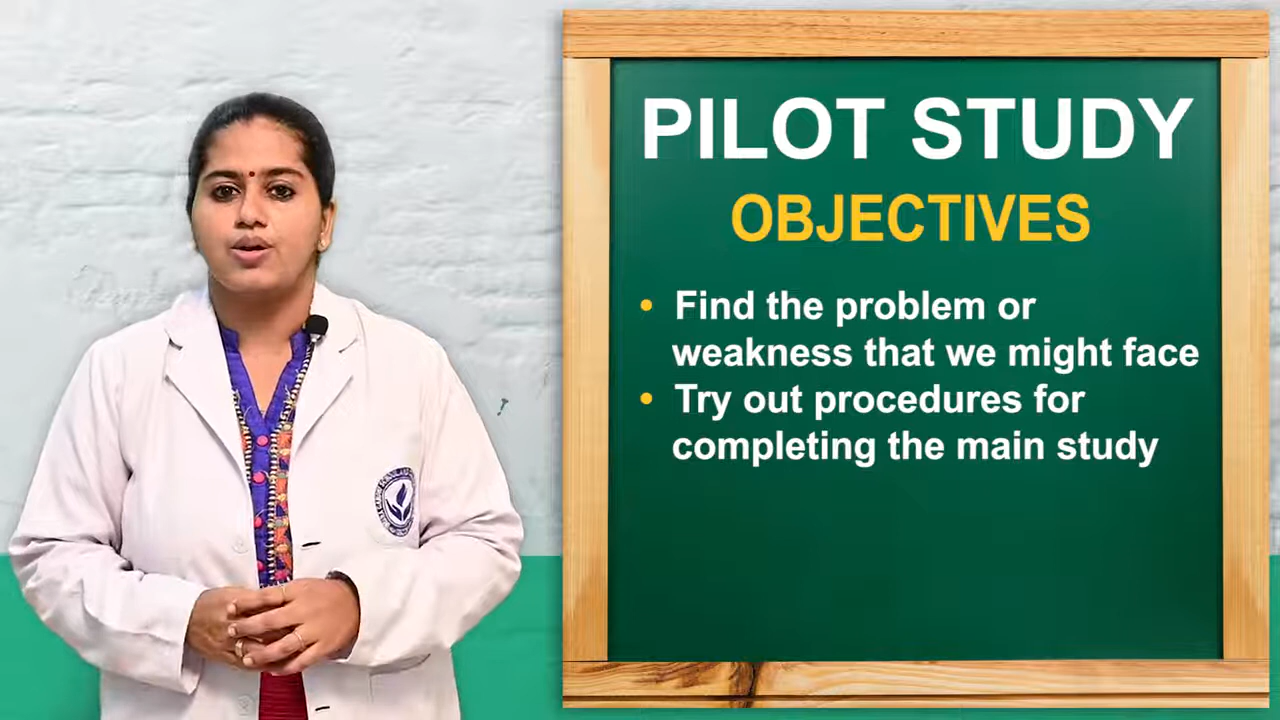 PILOT STUDY
OBJECTIVES
• Find the problem or
weakness that we might face
• Try out procedures for
completing the main study